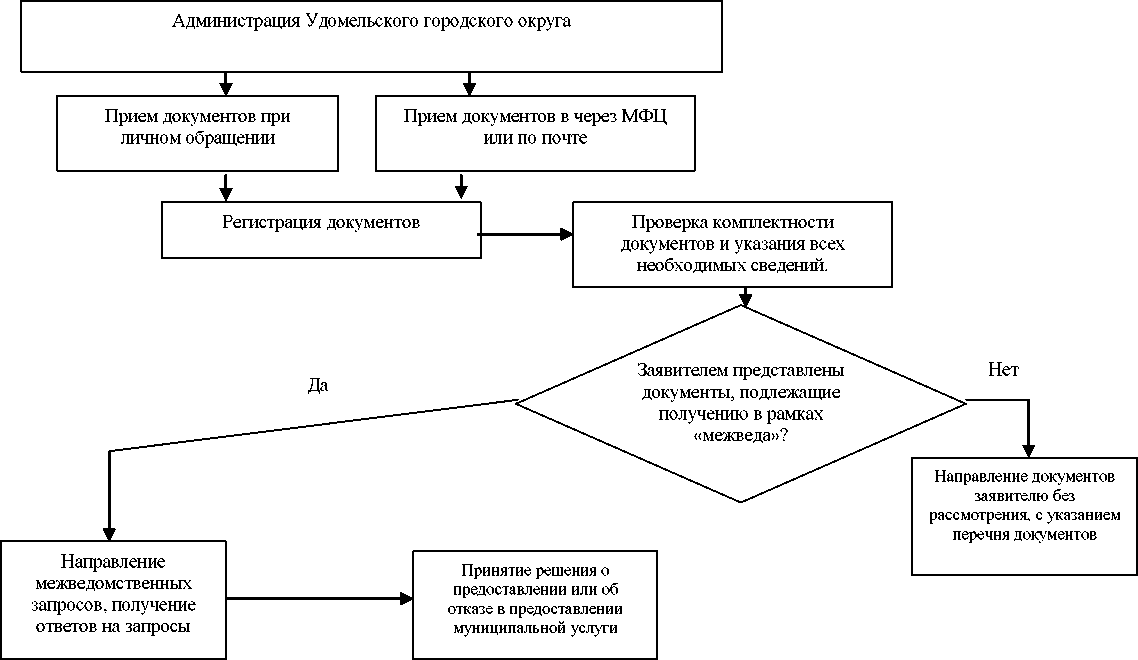 Администрация Удомельского городского округа
Прием документов при
личном обращении
Прием документов в через МФЦ
или по почте
Регистрация документов
Проверка комплектности
документов и указания всех
необходимых сведений.
Заявителем представлены
документы, подлежащие
получению в рамках
«межведа»?
Да
Нет
Направление документов
заявителю без
рассмотрения, с указанием
перечня документов
Направление
межведомственных
запросов, получение
ответов на запросы
Принятие решения о
предоставлении или об
отказе в предоставлении
муниципальной услуги